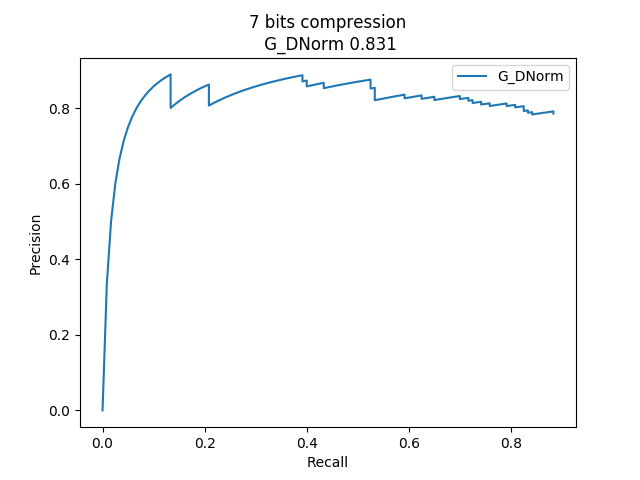 7 bits compression
G_DNorm 0.831
G_DNorm
Precision
0.8
0.6
0.4
0.2
0.0
0.0 0.2 0.4 0.6 0.8
Recall